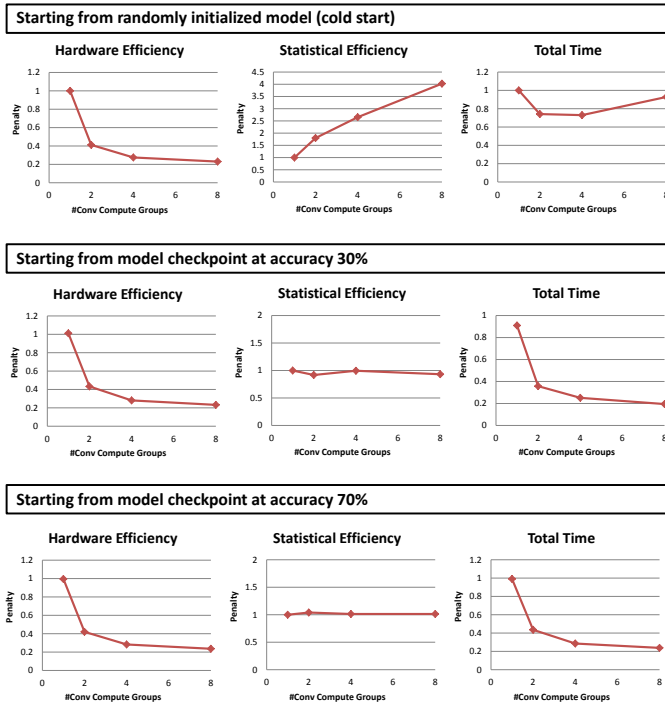 Starting from randomly initialized model (cold start)
Hardware Efficiency
Statistical Efficiency
Total Time
Penalty
1.2
1
0.8
0.6
0.4
0.2
0
0 2 4 6 8
#Conv Compute Groups
Penalty
4.5
4
3.5
3
2.5
2
1.5
1
0.5
0
0 2 4 6 8
#Conv Compute Groups
Penalty
1.2
1
0.8
0.6
0.4
0.2
0
0 2 4 6 8
#Conv Compute Groups
Starting from model checkpoint at accuracy 30%
Hardware Efficiency
Statistical Efficiency
Total Time
Penalty
1.2
1
0.8
0.6
0.4
0.2
0
0 2 4 6 8
#Conv Compute Groups
Penalty
2
1.5
1
0.5
0
0 2 4 6 8
#Conv Compute Groups
Penalty
1
0.8
0.6
0.4
0.2
0
0 2 4 6 8
#Conv Compute Groups
Starting from model checkpoint at accuracy 70%
Hardware Efficiency
Statistical Efficiency
Total Time
Penalty
1.2
1
0.8
0.6
0.4
0.2
0
0 2 4 6 8
#Conv Compute Groups
Penalty
2
1.5
1
0.5
0
0 2 4 6 8
#Conv Compute Groups
Penalty
1.2
1
0.8
0.6
0.4
0.2
0
0 2 4 6 8
#Conv Compute Groups